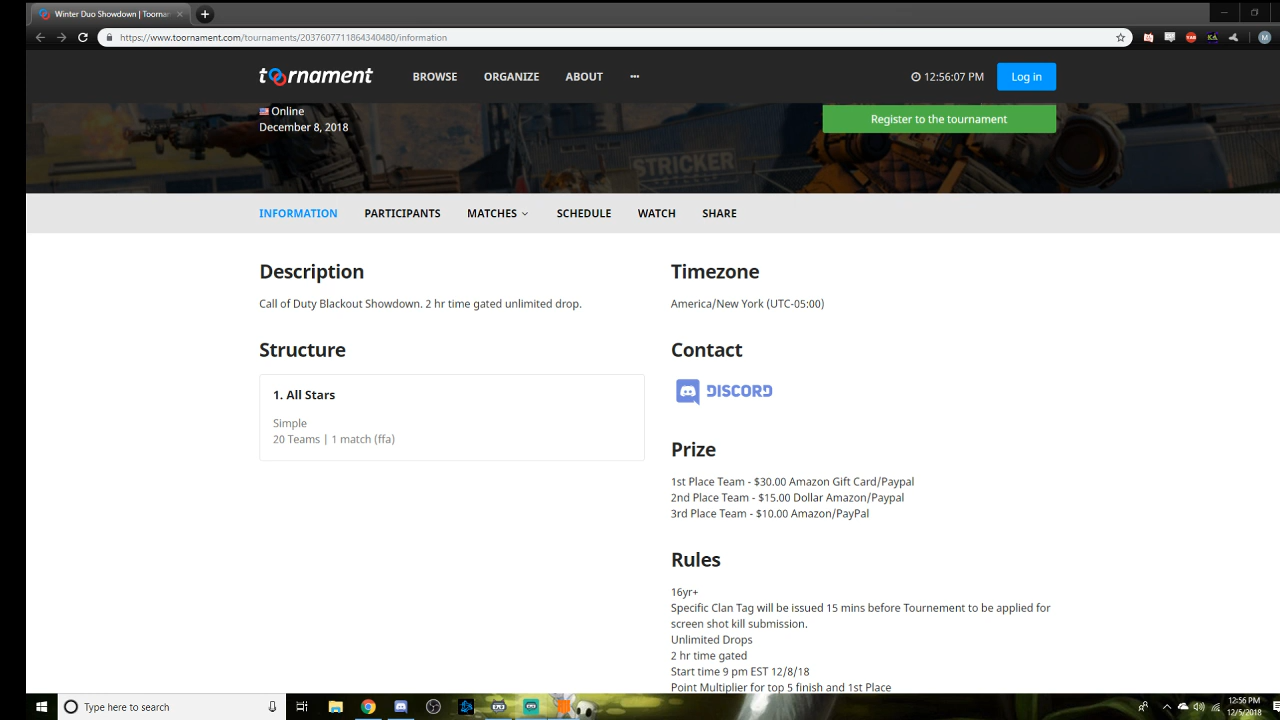 Winter Duo Showdown | Toornam
https://www.toornament.com/tournaments/2037607711864340480/information
toornament
BROWSE
ORGANIZE
ABOUT
12:56:07 PM
Log in
Online
December 8, 2018
Register to the tournament
STRICKER
INFORMATION
PARTICIPANTS
MATCHES
SCHEDULE
WATCH
SHARE
Description
Call of Duty Blackout Showdown. 2 hr time gated unlimited drop.
Structure
1. All Stars
Simple
20 Teams | 1 match (ffa)
Timezone
America/New York (UTC-05:00)
Contact
DISCORD
Prize
1st Place Team - $30.00 Amazon Gift Card/Paypal
2nd Place Team - $15.00 Dollar Amazon/Paypal
3rd Place Team - $10.00 Amazon/PayPal
Rules
16yr+
Specific Clan Tag will be issued 15 mins before Tournement to be applied for
screen shot kill submission.
Unlimited Drops
2 hr time gated
Start time 9 pm EST 12/8/18
Point Multiplier for top 5 finish and 1st Place
Type here to search
12:56 PM
12/5/2018